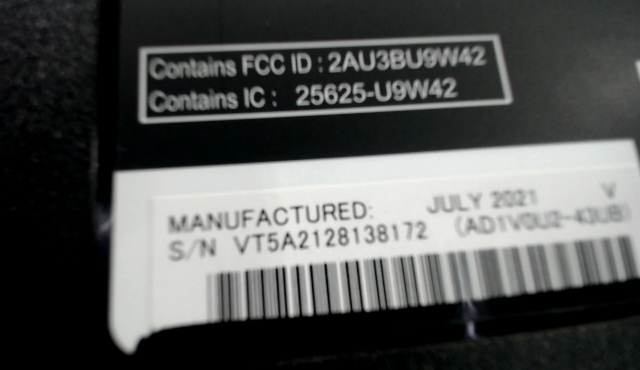 Contains FCC ID : 2AU3BU9W42
Contains IC : 25625-U9W42
MANUFACTURED: JULY 2021 V
S/N VT5A2128138172